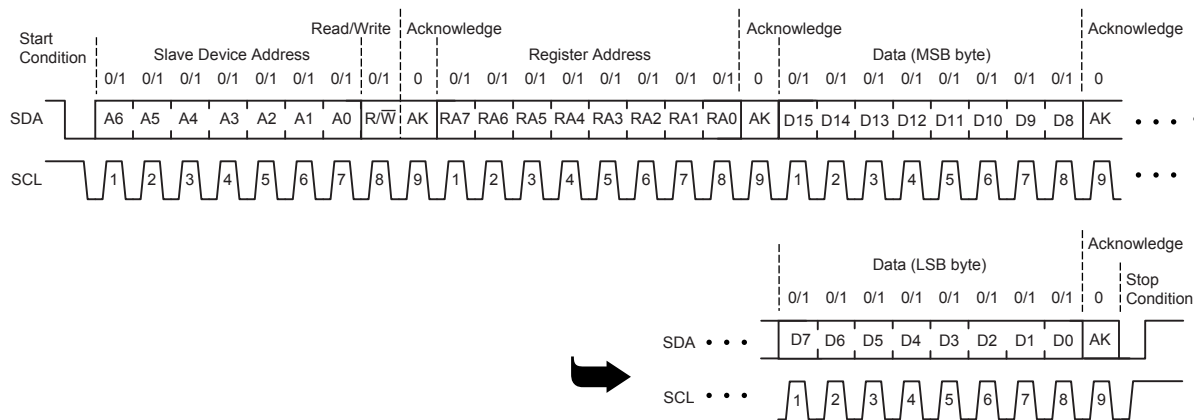 Read/Write Acknowledge Acknowledge Acknowledge
Start Condition
Slave Device Address Register Address Data (MSB byte)
0/1 0/1 0/1 0/1 0/1 0/1 0/1 0/1 0 0/1 0/1 0/1 0/1 0/1 0/1 0/1 0/1 0 0/1 0/1 0/1 0/1 0/1 0/1 0/1 0/1 0
SDA A6 A5 A4 A3 A2 A1 A0 R/W̅ AK RA7 RA6 RA5 RA4 RA3 RA2 RA1 RA0 AK D15 D14 D13 D12 D11 D10 D9 D8 AK
SCL 1 2 3 4 5 6 7 8 9 1 2 3 4 5 6 7 8 9 1 2 3 4 5 6 7 8 9
Acknowledge
Data (LSB byte)
Stop Condition
0/1 0/1 0/1 0/1 0/1 0/1 0/1 0/1 0
SDA D7 D6 D5 D4 D3 D2 D1 D0 AK
SCL 1 2 3 4 5 6 7 8 9